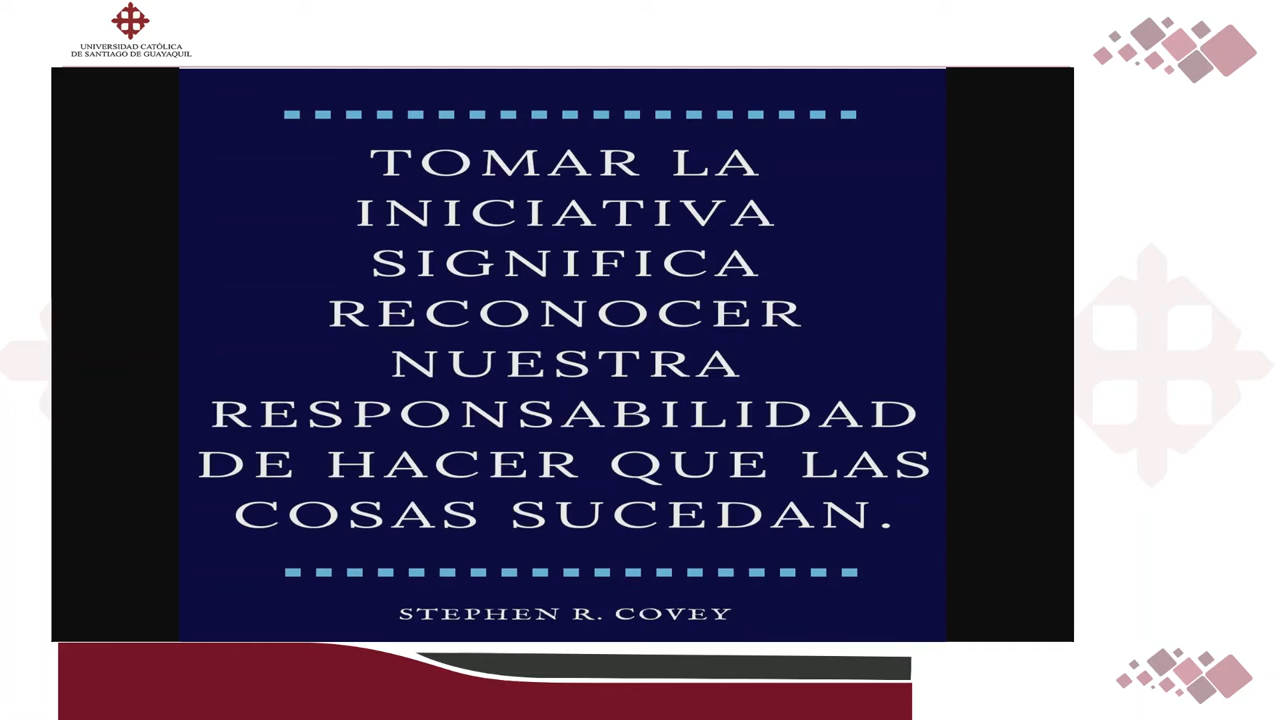 UNIVERSIDAD CATÓLICA
DE SANTIAGO DE GUAYAQUIL
TOMAR LA
INICIATIVA
SIGNIFICA
RECONOCER
NUESTRA
RESPONSABILIDAD
DE HACER QUE LAS
COSAS SUCEDAN.
STEPHEN R. COVEY